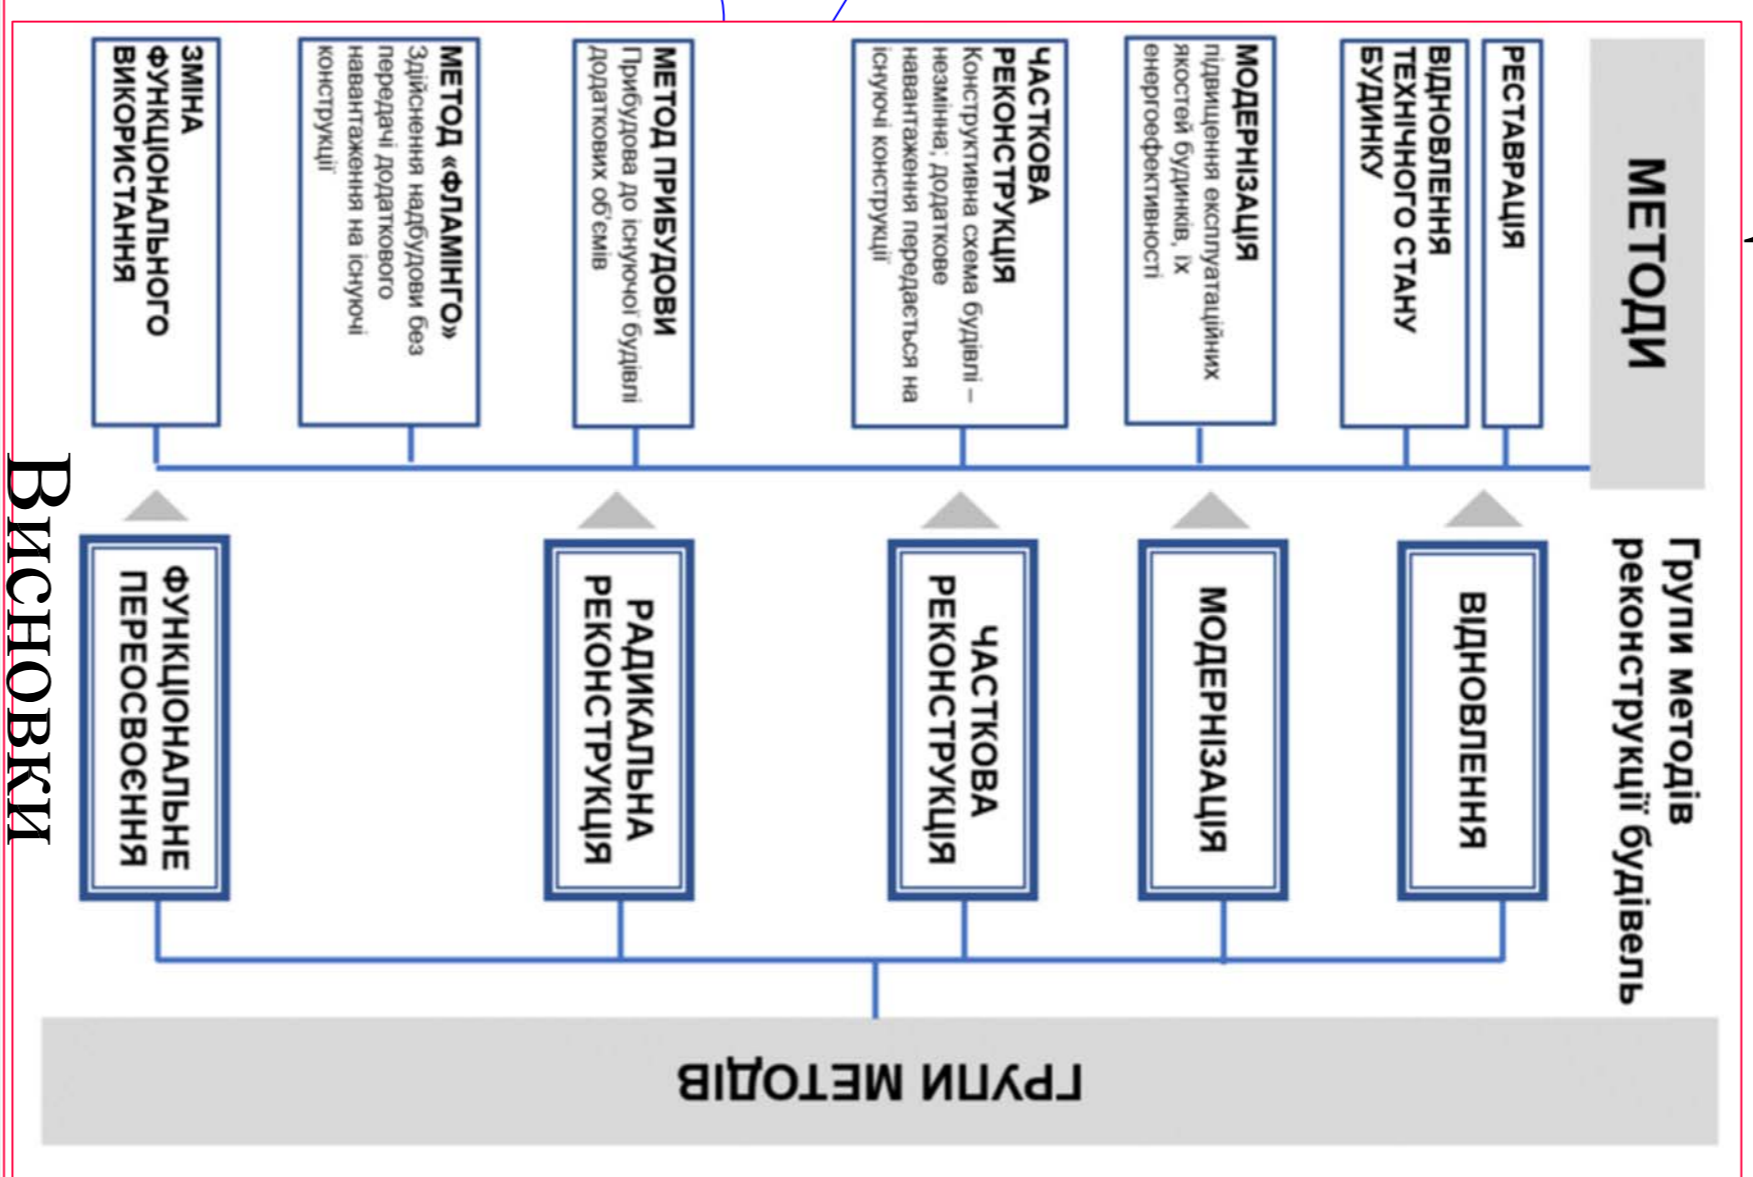 МЕТОДИ
РЕСТАВРАЦІЯ
ВІДНОВЛЕННЯ
ТЕХНІЧНОГО СТАНУ
БУДИНКУ
МОДЕРНІЗАЦІЯ
підвищення експлуатаційних
якостей будинків, їх
енергоефективності
ЧАСТКОВА
РЕКОНСТРУКЦІЯ
Конструктивна схема будівлі –
незмінна; додаткове
навантаження передається на
існуючі конструкції
МЕТОД ПРИБУДОВИ
Прибудова до існуючої будівлі
додаткових об'ємів
МЕТОД «ФЛАМІНГО»
Здійснення надбудови без
передачі додаткового
навантаження на існуючі
конструкції
ЗМІНА
ФУНКЦІОНАЛЬНОГО
ВИКОРИСТАННЯ
Групи методів
реконструкції будівель
ВІДНОВЛЕННЯ
МОДЕРНІЗАЦІЯ
ЧАСТКОВА
РЕКОНСТРУКЦІЯ
РАДИКАЛЬНА
РЕКОНСТРУКЦІЯ
ФУНКЦІОНАЛЬНЕ
ПЕРЕОСВОЄННЯ
ГРУПИ МЕТОДІВ
Висновки